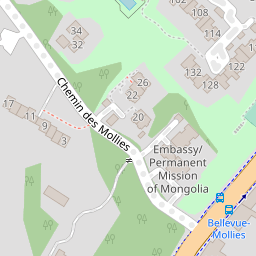 108
34
32
114
132
122
128
26
22
20
17
11
9
3
Chemin des Mollies
Embassy/
Permanent
Mission
of Mongolia
Bellevue-
Mollies